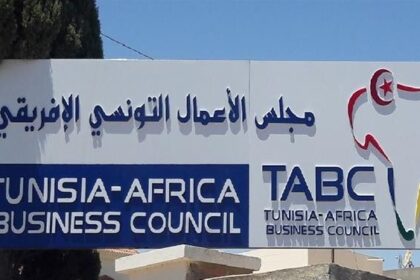 مجلس الأعمال التونسي الإفريقي
TUNISIA-AFRICA
BUSINESS COUNCIL
TABC
TUNISIA-AFRICA
BUSINESS COUNCIL